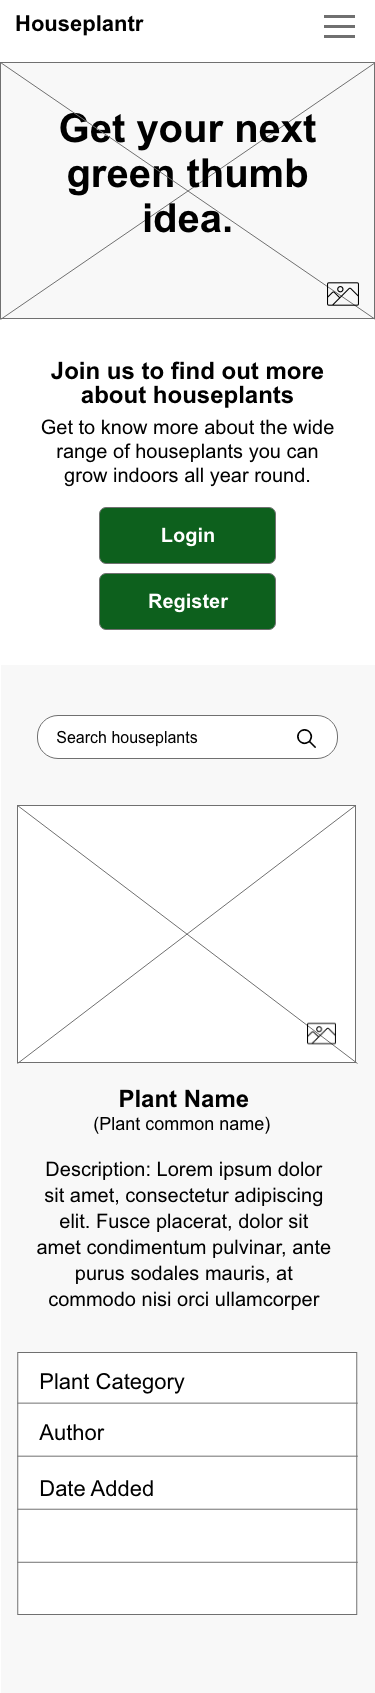 Houseplantr
Get your next
green thumb
idea.
Join us to find out more
about houseplants
Get to know more about the wide
range of houseplants you can
grow indoors all year round.
Login
Register
Search houseplants
Plant Name
(Plant common name)
Description: Lorem ipsum dolor
sit amet, consectetur adipiscing
elit. Fusce placerat, dolor sit
amet condimentum pulvinar, ante
purus sodales mauris, at
commodo nisi orci ullamcorper
Plant Category
Author
Date Added